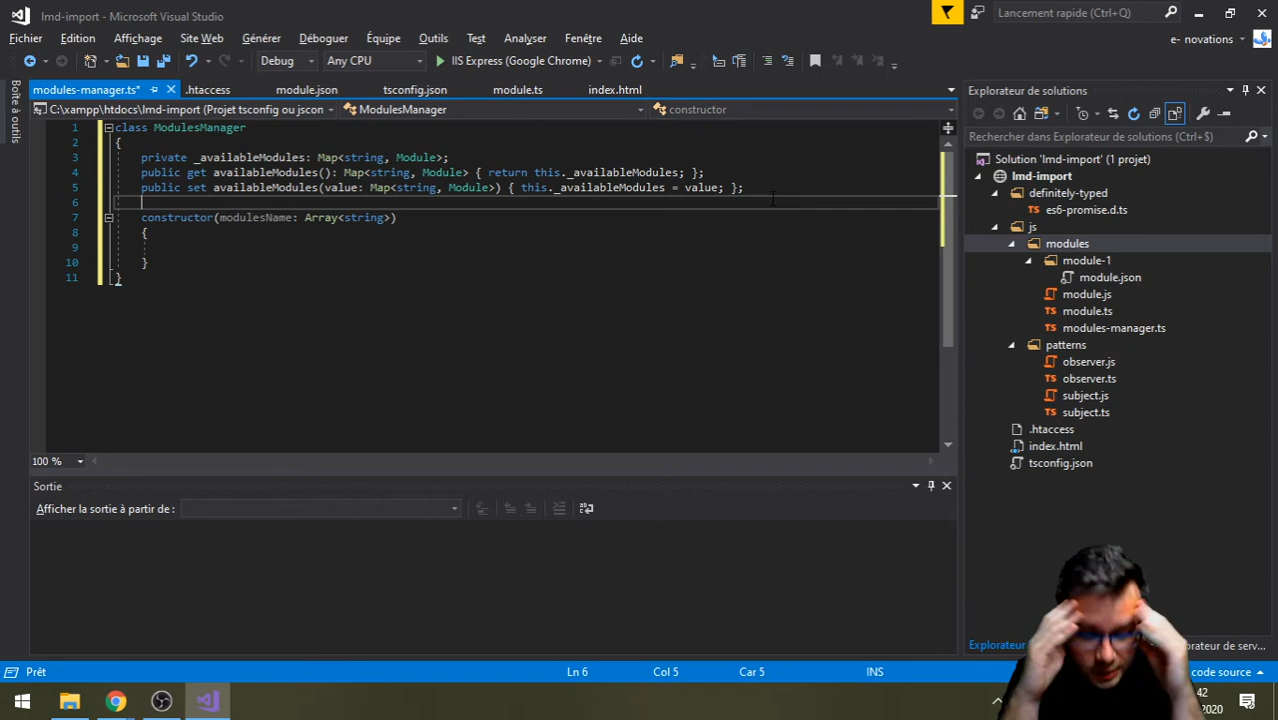 lmd-import - Microsoft Visual Studio
Lancement rapide (Ctrl+Q)
Fichier Edition Affichage Site Web Générer Déboguer Équipe Outils Test Analyser Fenêtre Aide
e- novations
Debug Any CPU IIS Express (Google Chrome)
Boîte à outils
modules-manager.ts* .htaccess module.json tsconfig.json module.ts index.html
C:\xampp\htdocs\lmd-import (Projet tsconfig ou jscon ModulesManager constructor
1 class ModulesManager
2 {
3 private _availableModules: Map<string, Module>;
4 public get availableModules(): Map<string, Module> { return this._availableModules; };
5 public set availableModules(value: Map<string, Module>) { this._availableModules = value; };
6
7 constructor(modulesName: Array<string>)
8 {
9
10 }
11 }
100 %
Sortie
Afficher la sortie à partir de :
Explorateur de solutions
Rechercher dans Explorateur de solutions (Ctrl+$)
Solution 'lmd-import' (1 projet)
lmd-import
definitely-typed
es6-promise.d.ts
js
modules
module-1
module.json
module.js
module.ts
modules-manager.ts
patterns
observer.js
observer.ts
subject.js
subject.ts
.htaccess
index.html
tsconfig.json
Explorateur
plorateur de serv...
Prêt Ln 6 Col 5 Car 5 INS
code source
42
2020